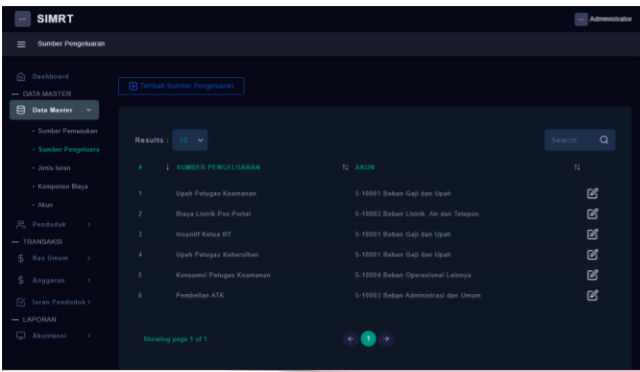 SIMRT
Administrator
Sumber Pengeluaran
Dashboard
DATA MASTER
Data Master
Sumber Pemasukan
Sumber Pengeluara
Jenis Iuran
Komponen Biaya
Akun
Penduduk
TRANSAKSI
Kas Umum
Anggaran
Iuran Penduduk
LAPORAN
Akuntansi
Tambah Sumber Pengeluaran
Results : 10
Search
# SUMBER PENGELUARAN AKUN
1 Upah Petugas Keamanan 5-10001 Beban Gaji dan Upah
2 Biaya Listrik Pos Portal 5-10002 Beban Listrik, Air dan Telepon
3 Insentif Ketua RT 5-10001 Beban Gaji dan Upah
4 Upah Petugas Kebersihan 5-10001 Beban Gaji dan Upah
5 Konsumsi Petugas Keamanan 5-10004 Beban Operasional Lainnya
6 Pembelian ATK 5-10003 Beban Administrasi dan Umum
Showing page 1 of 1
1